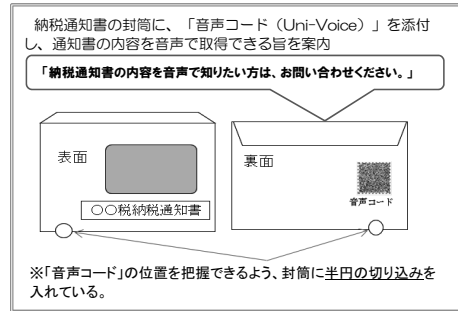 納税通知書の封筒に、「音声コード（Uni-Voice）」を添付
し、通知書の内容を音声で取得できる旨を案内
「納税通知書の内容を音声で知りたい方は、お問い合わせください。」
表面
〇〇税納税通知書
裏面
音声コード
※「音声コード」の位置を把握できるよう、封筒に半円の切り込みを
入れている。